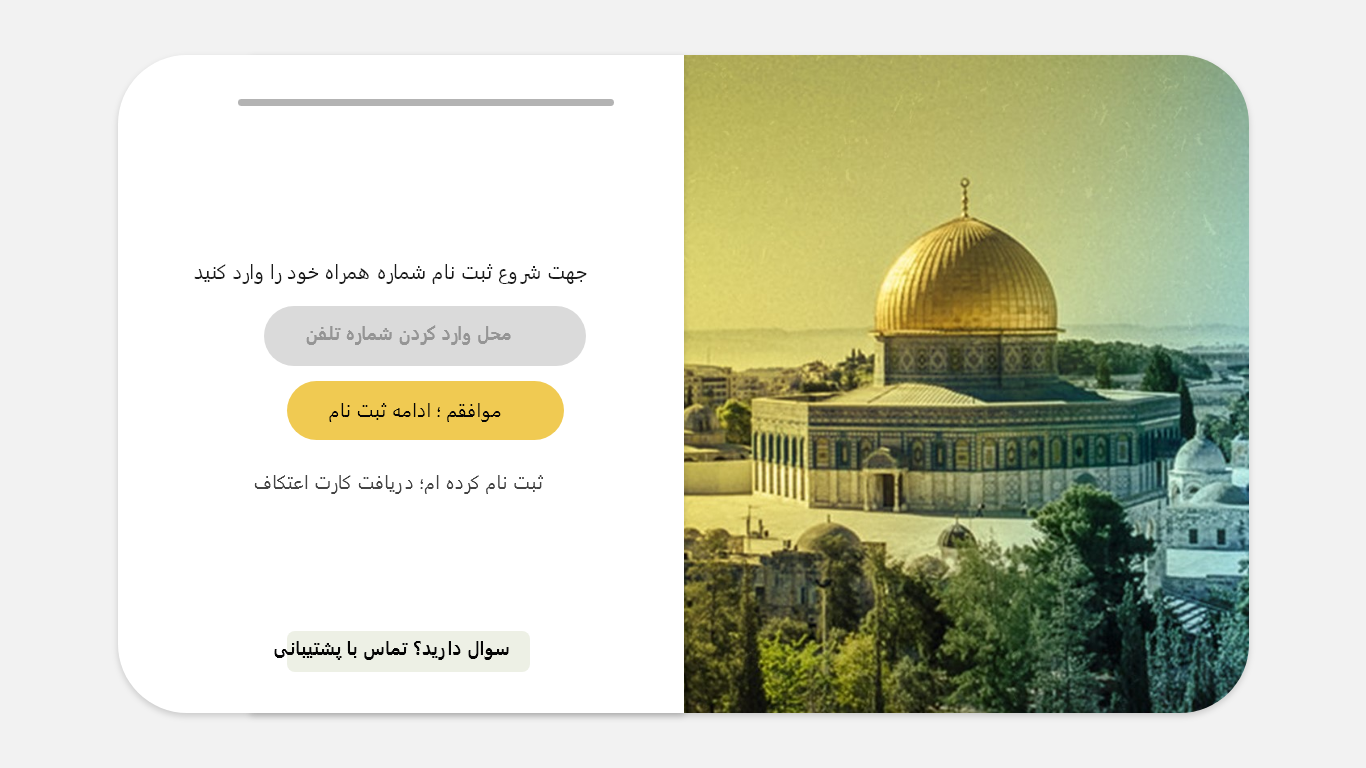 جهت شروع ثبت نام شماره همراه خود را وارد کنید
محل وارد کردن شماره تلفن
موافقم ؛ ادامه ثبت نام
ثبت نام کرده ام؛ دریافت کارت اعتکاف
سوال دارید؟ تماس با پشتیبانی